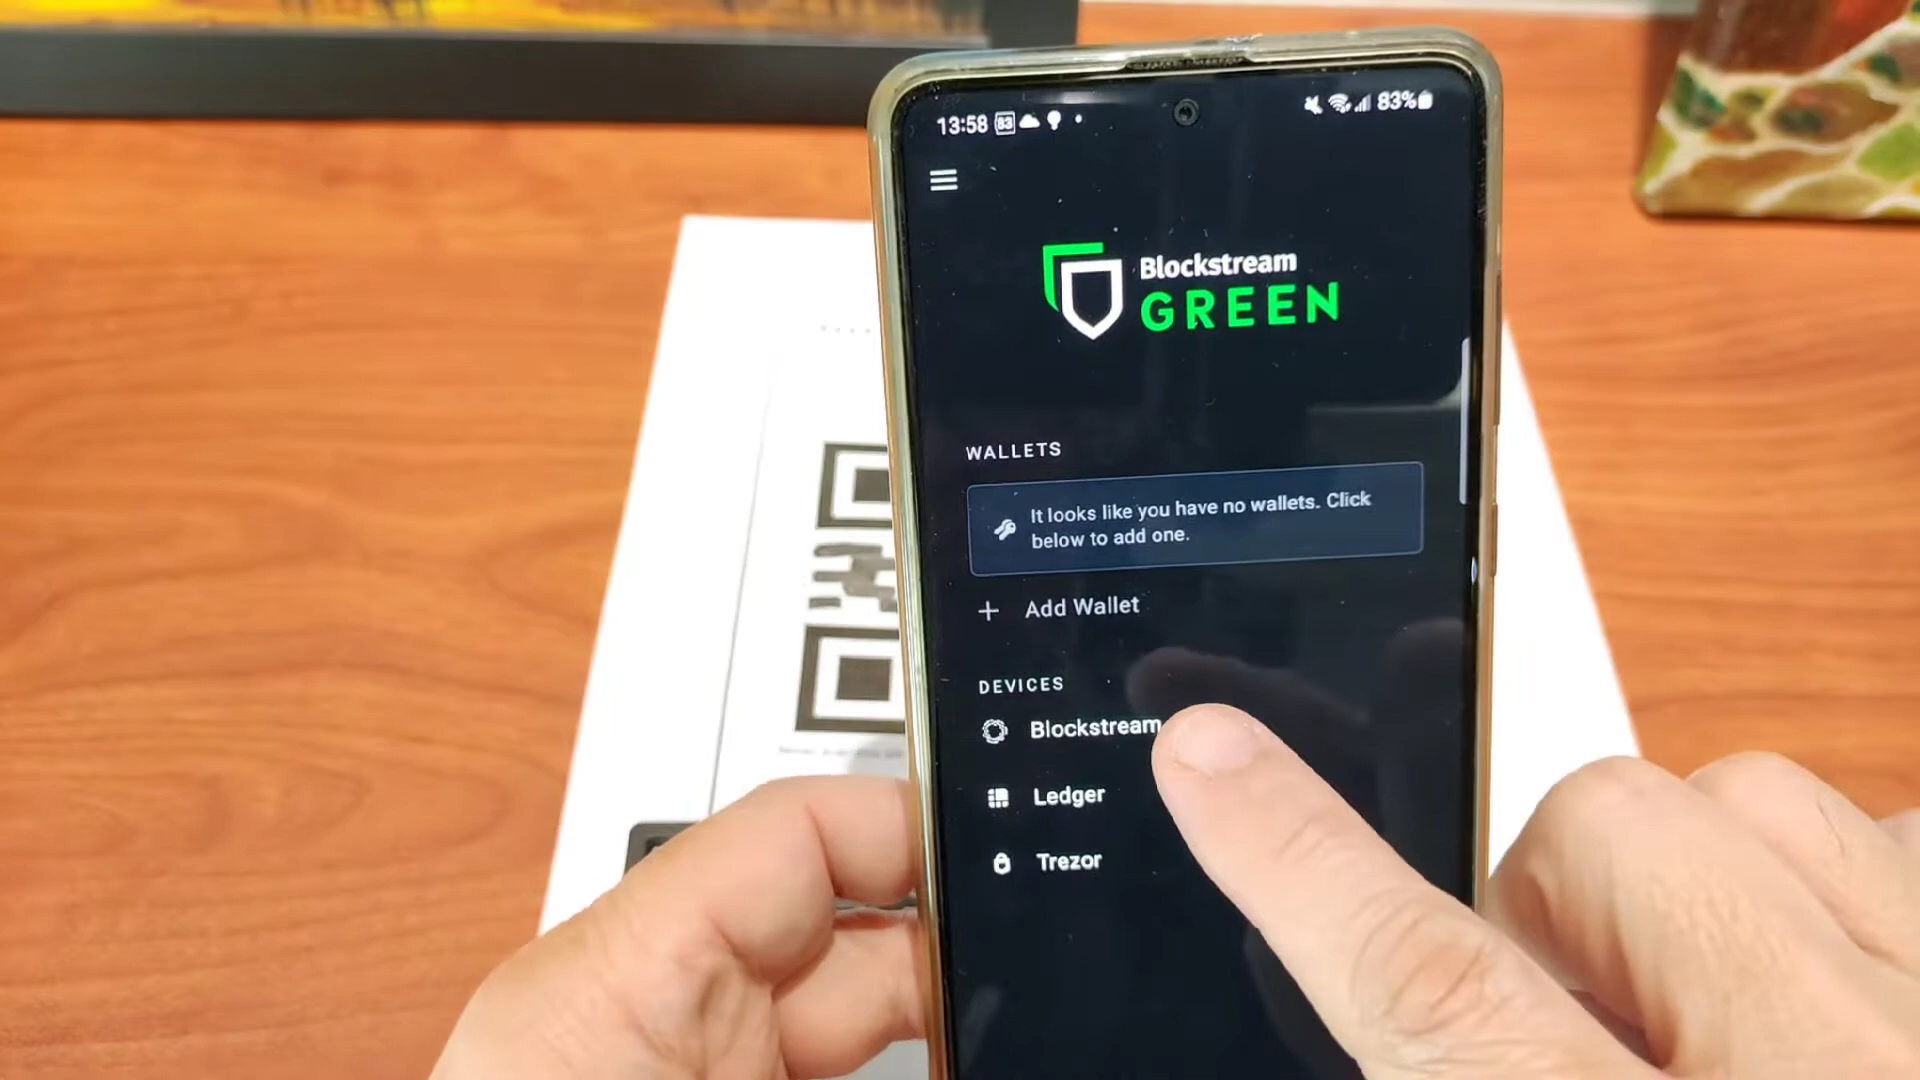 13:58 83 83%
Blockstream
GREEN
WALLETS
It looks like you have no wallets. Click
below to add one.
+ Add Wallet
DEVICES
Blockstream
Ledger
Trezor